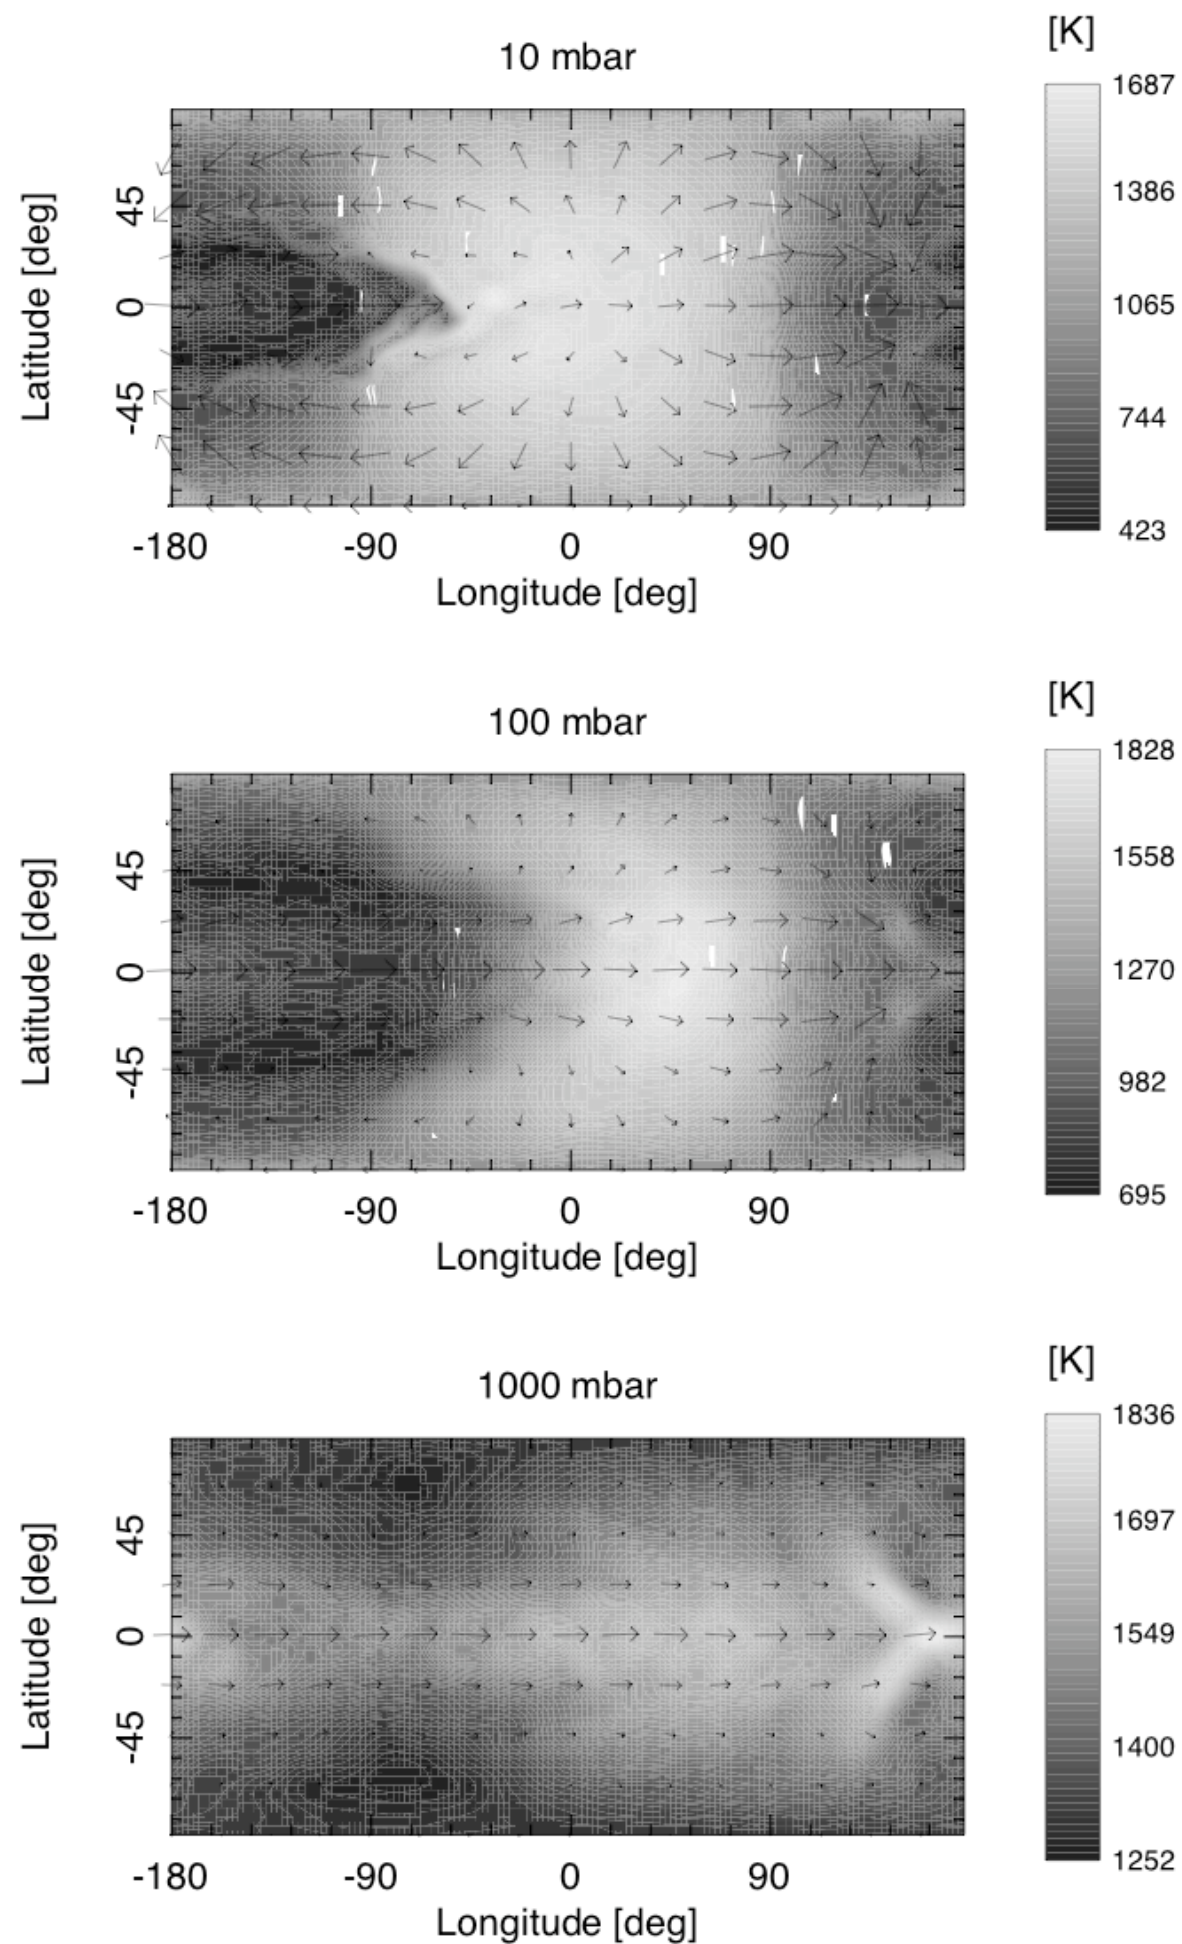 10 mbar
[K]
1687
1386
1065
744
423
Latitude [deg]
45
0
-45
-180 -90 0 90
Longitude [deg]
100 mbar
[K]
1828
1558
1270
982
695
Latitude [deg]
45
0
-45
-180 -90 0 90
Longitude [deg]
1000 mbar
[K]
1836
1697
1549
1400
1252
Latitude [deg]
45
0
-45
-180 -90 0 90
Longitude [deg]